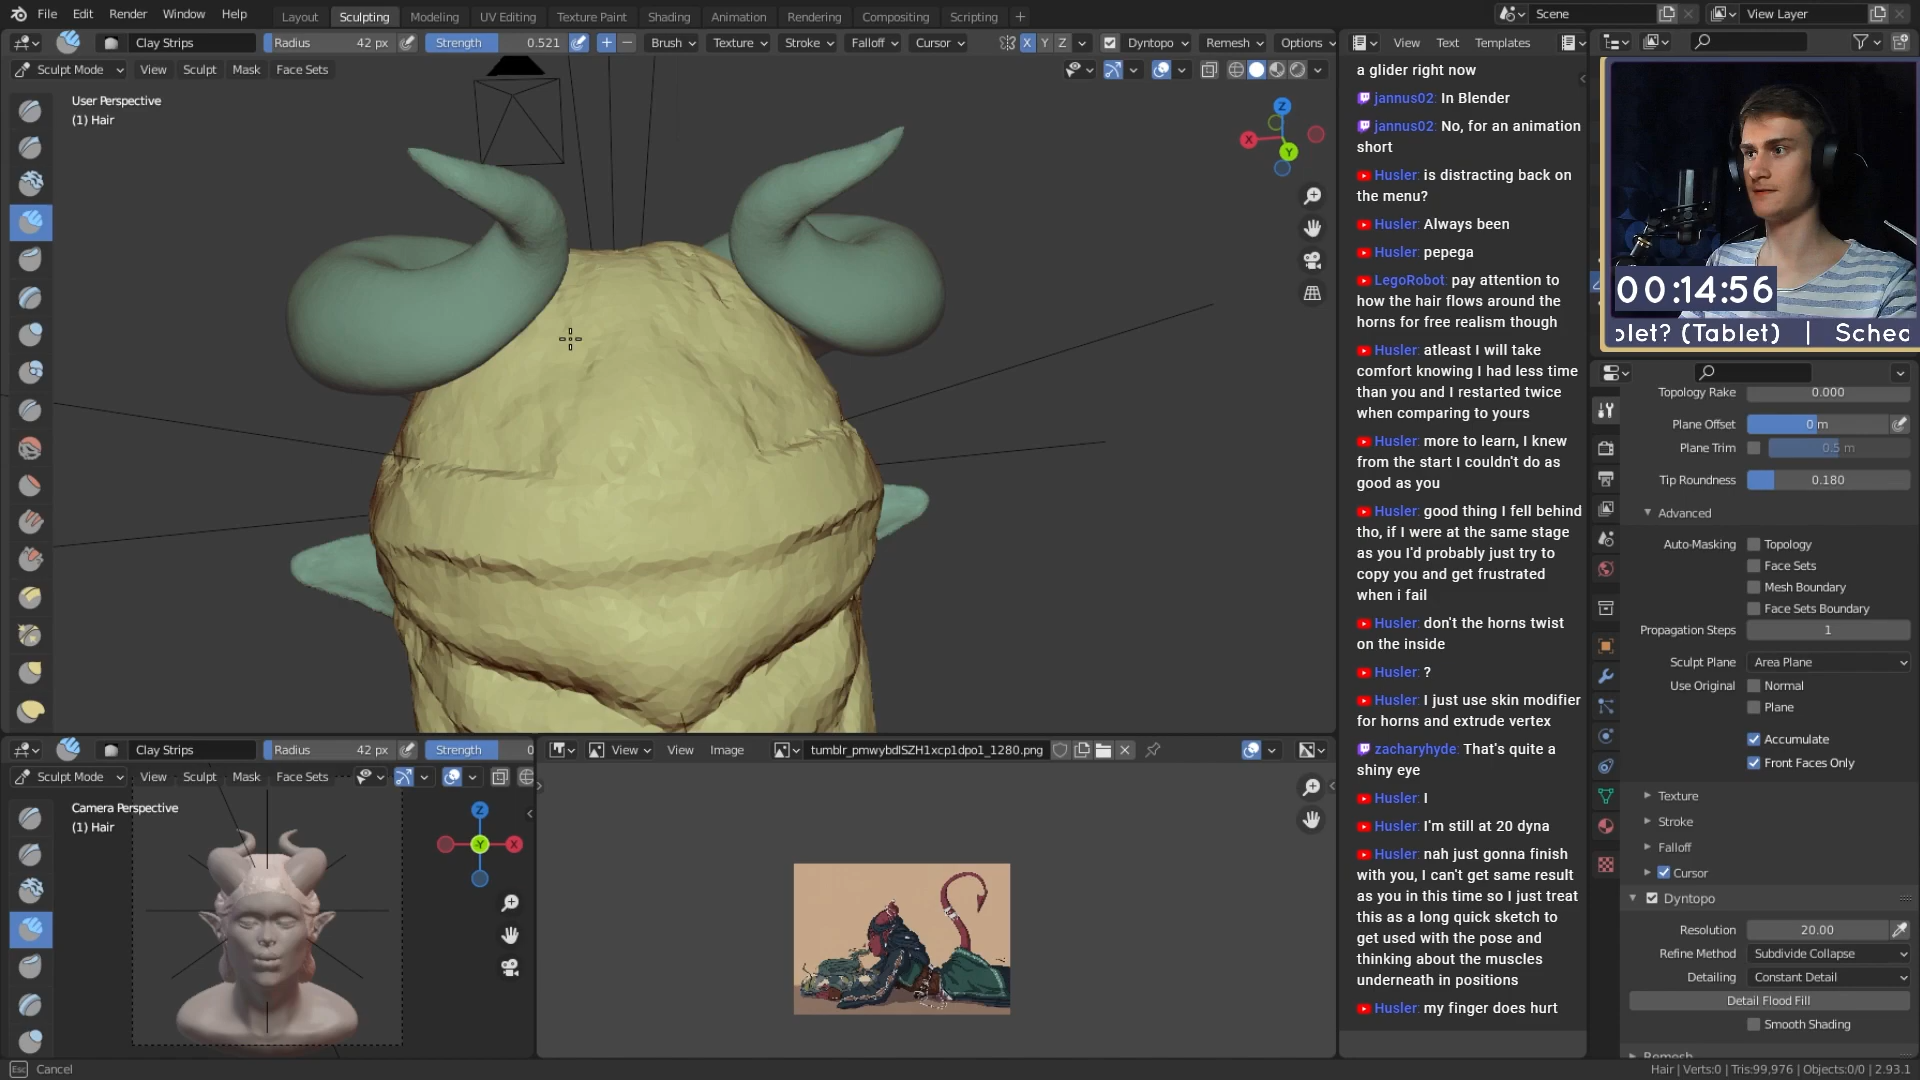 File Edit Render Window Help
Layout Sculpting Modeling UV Editing Texture Paint Shading Animation Rendering Compositing Scripting +
Scene
View Layer
Clay Strips
Radius 42 px
Strength 0.521
Brush Texture Stroke Falloff Cursor
X Y Z
Dyntopo Remesh Options
View Text Templates
Sculpt Mode View Sculpt Mask Face Sets
User Perspective
(1) Hair
Z
X
Y
a glider right now
jannus02: In Blender
jannus02: No, for an animation
short
Husler: is distracting back on
the menu?
Husler: Always been
Husler: pepega
LegoRobot: pay attention to
how the hair flows around the
horns for free realism though
Husler: atleast I will take
comfort knowing I had less time
than you and I restarted twice
when comparing to yours
Husler: more to learn, I knew
from the start I couldn't do as
good as you
Husler: good thing I fell behind
tho, if I were at the same stage
as you I'd probably just try to
copy you and get frustrated
when i fail
Husler: don't the horns twist
on the inside
Husler: ?
Husler: I just use skin modifier
for horns and extrude vertex
zacharyhyde: That's quite a
shiny eye
Husler: I
Husler: I'm still at 20 dyna
Husler: nah just gonna finish
with you, I can't get same result
as you in this time so I just treat
this as a long quick sketch to
get used with the pose and
thinking about the muscles
underneath in positions
Husler: my finger does hurt
00:14:56
olet? (Tablet) | Sched
Topology Rake 0.000
Plane Offset 0 m
Plane Trim 0.5 m
Tip Roundness 0.180
Advanced
Auto-Masking Topology
Face Sets
Mesh Boundary
Face Sets Boundary
Propagation Steps 1
Sculpt Plane Area Plane
Use Original Normal
Plane
Accumulate
Front Faces Only
Texture
Stroke
Falloff
Cursor
Dyntopo
Resolution 20.00
Refine Method Subdivide Collapse
Detailing Constant Detail
Detail Flood Fill
Smooth Shading
Remesh
Clay Strips
Radius 42 px
Strength 0
Sculpt Mode View Sculpt Mask Face Sets
Camera Perspective
(1) Hair
Z
Y
X
View View Image
tumblr_pmwybdlSZH1xcp1dpo1_1280.png
Esc Cancel
Hair | Verts:0 | Tris:99,976 | Objects:0/0 | 2.93.1